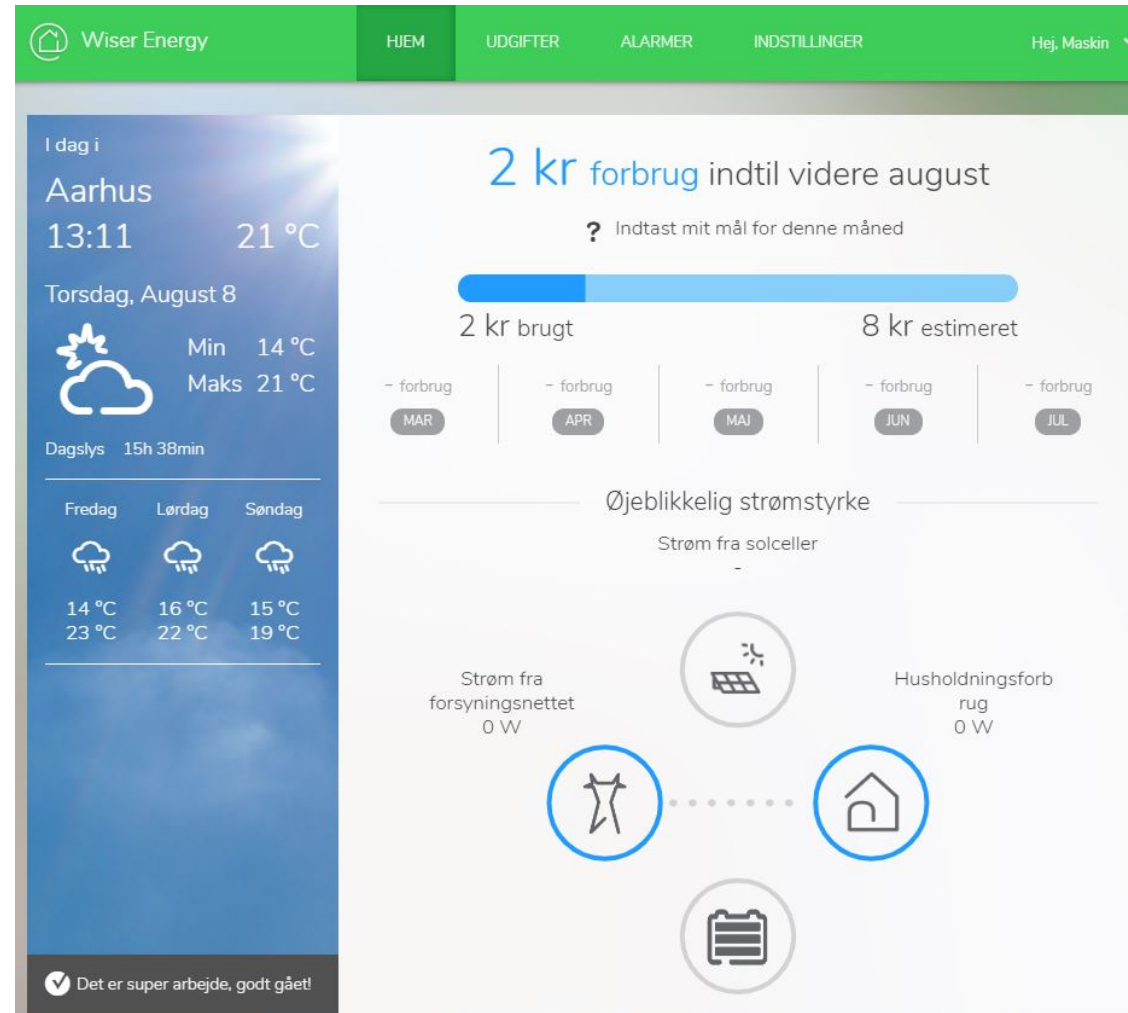 Wiser Energy
HJEM
UDGIFTER
ALARMER
INDSTILLINGER
Hej, Maskin
I dag i
Aarhus
13:11 21 °C
Torsdag, August 8
Min 14 °C
Maks 21 °C
Dagslys 15h 38min
Fredag Lørdag Søndag
14 °C 16 °C 15 °C
23 °C 22 °C 19 °C
Det er super arbejde, godt gået!
2 kr forbrug indtil videre august
? Indtast mit mål for denne måned
2 kr brugt 8 kr estimeret
- forbrug - forbrug - forbrug - forbrug - forbrug
MAR APR MAJ JUN JUL
Øjeblikkelig strømstyrke
Strøm fra solceller
-
Strøm fra
forsyningsnettet
0 W
Husholdningsforb
rug
0 W